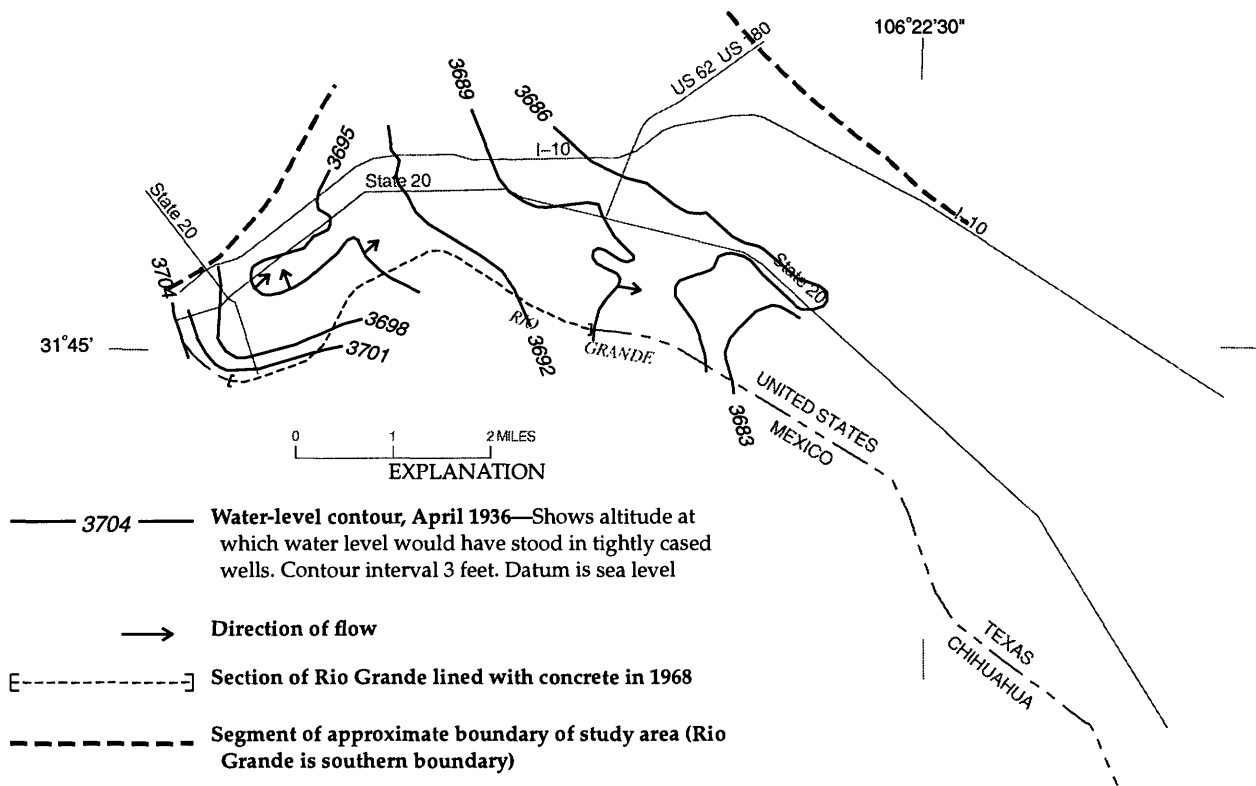 106°22'30"
US 62 US 180
3689
3686
3695
I-10
State 20
State 20
I-10
3704
State 20
3698
RIO
31°45'
3701
GRANDE
3692
UNITED STATES
3683
MEXICO
0 1 2 MILES
EXPLANATION
3704
Water-level contour, April 1936—Shows altitude at
which water level would have stood in tightly cased
wells. Contour interval 3 feet. Datum is sea level
Direction of flow
TEXAS
CHIHUAHUA
Section of Rio Grande lined with concrete in 1968
Segment of approximate boundary of study area (Rio
Grande is southern boundary)